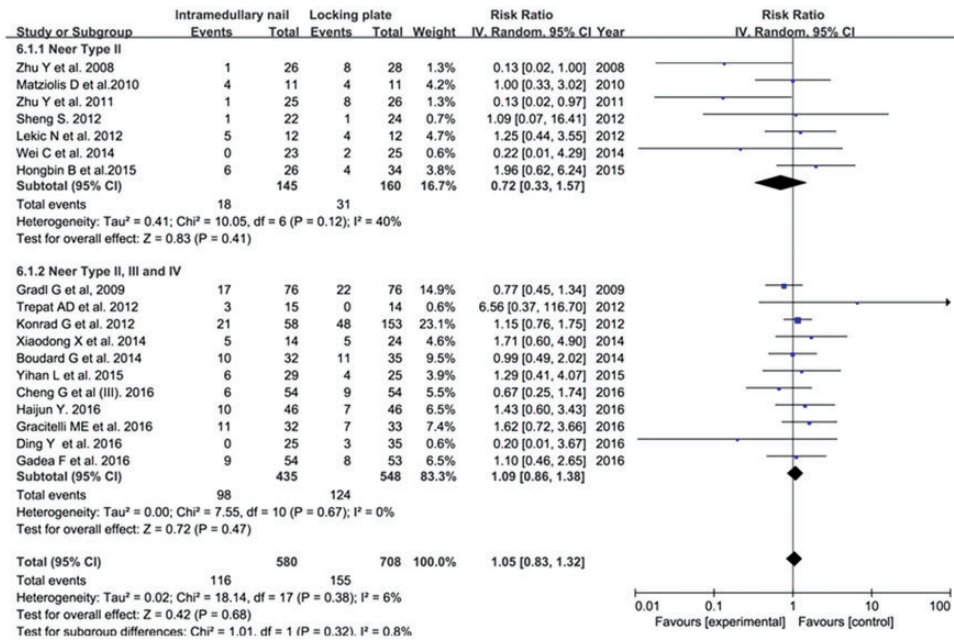 Intramedullary nail Locking plate Risk Ratio Risk Ratio
Study or Subgroup Events Total Events Total Weight IV. Random. 95% CI Year IV. Random. 95% CI
6.1.1 Neer Type II
Zhu Y et al. 2008 1 26 8 28 1.3% 0.13 [0.02, 1.00] 2008
Matziolis D et al.2010 4 11 4 11 4.2% 1.00 [0.33, 3.02] 2010
Zhu Y et al. 2011 1 25 8 26 1.3% 0.13 [0.02, 0.97] 2011
Sheng S. 2012 1 22 1 24 0.7% 1.09 [0.07, 16.41] 2012
Lekic N et al. 2012 5 12 4 12 4.7% 1.25 [0.44, 3.55] 2012
Wei C et al. 2014 0 23 2 25 0.6% 0.22 [0.01, 4.29] 2014
Hongbin B et al.2015 6 26 4 34 3.8% 1.96 [0.62, 6.24] 2015
Subtotal (95% CI) 145 160 16.7% 0.72 [0.33, 1.57]
Total events 18 31
Heterogeneity: Tau² = 0.41; Chi² = 10.05, df = 6 (P = 0.12); I² = 40%
Test for overall effect: Z = 0.83 (P = 0.41)
6.1.2 Neer Type II, III and IV
Gradl G et al, 2009 17 76 22 76 14.9% 0.77 [0.45, 1.34] 2009
Trepat AD et al. 2012 3 15 0 14 0.6% 6.56 [0.37, 116.70] 2012
Konrad G et al. 2012 21 58 48 153 23.1% 1.15 [0.76, 1.75] 2012
Xiaodong X et al. 2014 5 14 5 24 4.6% 1.71 [0.60, 4.90] 2014
Boudard G et al. 2014 10 32 11 35 9.5% 0.99 [0.49, 2.02] 2014
Yihan L et al. 2015 6 29 4 25 3.9% 1.29 [0.41, 4.07] 2015
Cheng G et al (III). 2016 6 54 9 54 5.5% 0.67 [0.25, 1.74] 2016
Haijun Y. 2016 10 46 7 46 6.5% 1.43 [0.60, 3.43] 2016
Gracitelli ME et al. 2016 11 32 7 33 7.4% 1.62 [0.72, 3.66] 2016
Ding Y et al. 2016 0 25 3 35 0.6% 0.20 [0.01, 3.67] 2016
Gadea F et al. 2016 9 54 8 53 6.6% 1.10 [0.46, 2.65] 2016
Subtotal (95% CI) 435 548 83.3% 1.09 [0.86, 1.38]
Total events 98 124
Heterogeneity: Tau² = 0.00; Chi² = 7.55, df = 10 (P = 0.67); I² = 0%
Test for overall effect: Z = 0.72 (P = 0.47)
Total (95% CI) 580 708 100.0% 1.05 [0.83, 1.32]
Total events 116 155
Heterogeneity: Tau² = 0.02; Chi² = 18.14, df = 17 (P = 0.38); I² = 6%
Test for overall effect: Z = 0.42 (P = 0.68)
Test for subgroup differences: Chi² = 1.01. df = 1 (P = 0.32). I² = 0.8%
0.01 0.1 1 10 100
Favours [experimental] Favours [control]